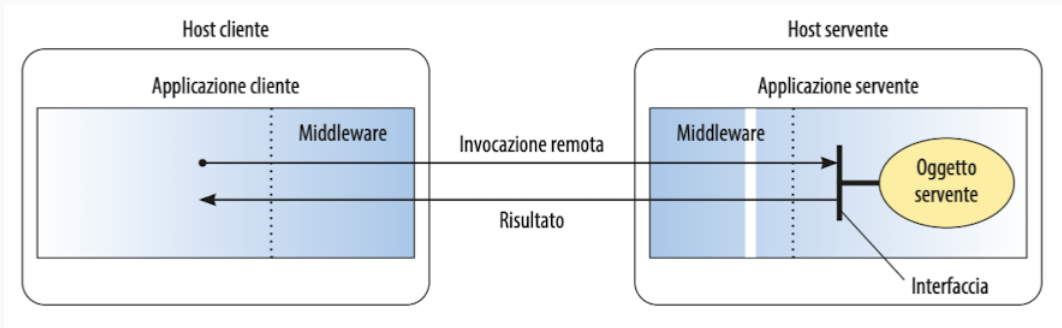 Host cliente
Host servente
Applicazione cliente
Applicazione servente
Middleware
Invocazione remota
Middleware
Oggetto
servente
Risultato
Interfaccia